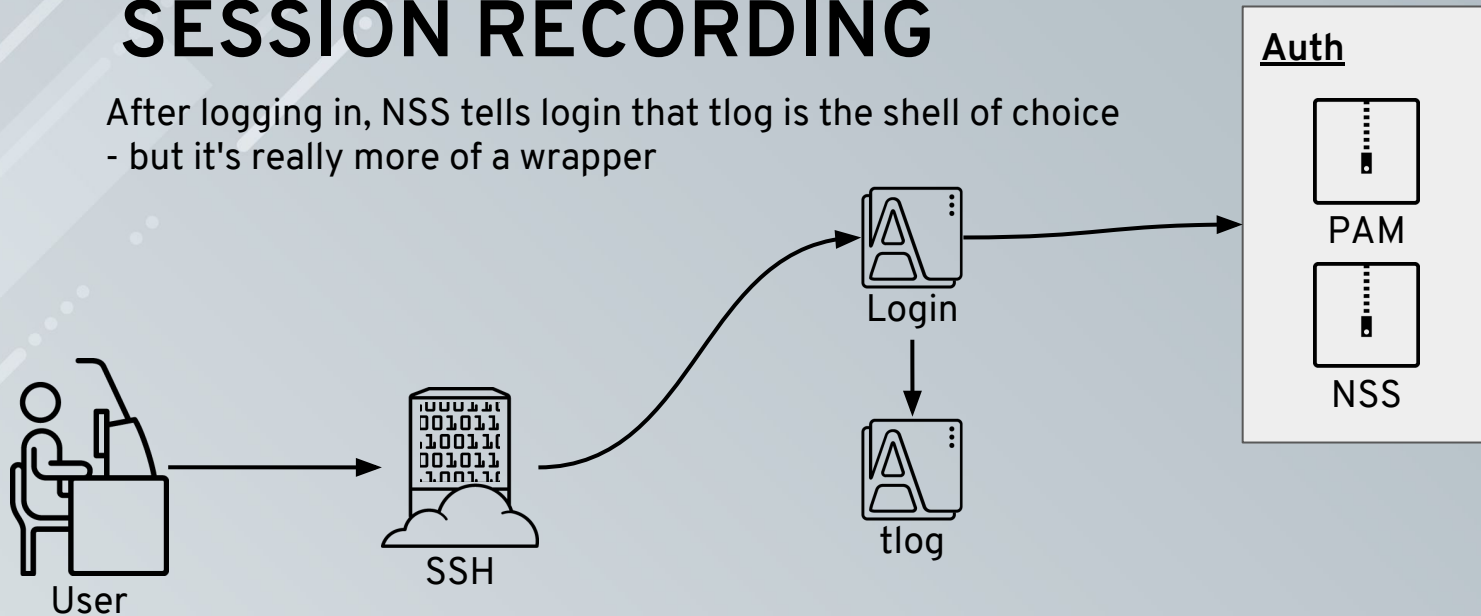 SESSION RECORDING
After logging in, NSS tells login that tlog is the shell of choice
- but it's really more of a wrapper
Auth
PAM
NSS
Login
tlog
SSH
User